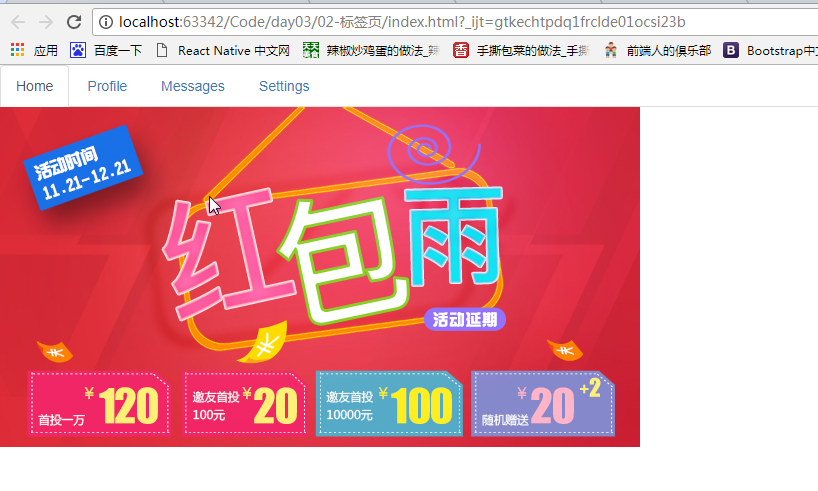 localhost:63342/Code/day03/02-标签页/index.html?_ijt=gtkechtpdq1frclde01ocsi23b
应用 百度一下 React Native 中文网 辣椒炒鸡蛋的做法_辣 手撕包菜的做法_手撕 前端人的俱乐部 B Bootstrap中文
Home Profile Messages Settings
活动时间
11.21-12.21
红包雨
活动延期
¥120
首投一万
邀友首投 ¥20
100元
邀友首投 ¥100
10000元
¥20 +2
随机赠送